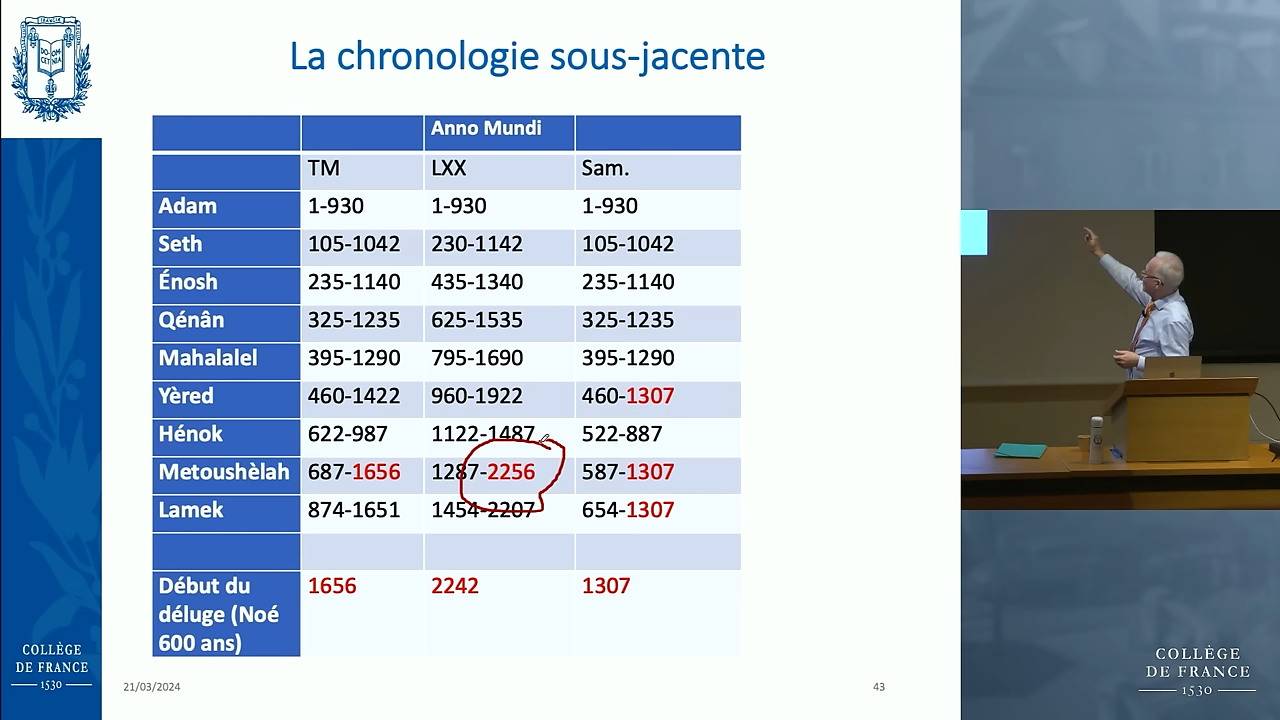 La chronologie sous-jacente
Anno Mundi
TM LXX Sam.
Adam 1-930 1-930 1-930
Seth 105-1042 230-1142 105-1042
Énosh 235-1140 435-1340 235-1140
Qénân 325-1235 625-1535 325-1235
Mahalalel 395-1290 795-1690 395-1290
Yèred 460-1422 960-1922 460-1307
Hénok 622-987 1122-1487 522-887
Metoushèlah 687-1656 1287-2256 587-1307
Lamek 874-1651 1454-2207 654-1307
Début du 1656 2242 1307
déluge (Noé
600 ans)
COLLÈGE
DE FRANCE
1530
21/03/2024
43
COLLÈGE
DE FRANCE
1530